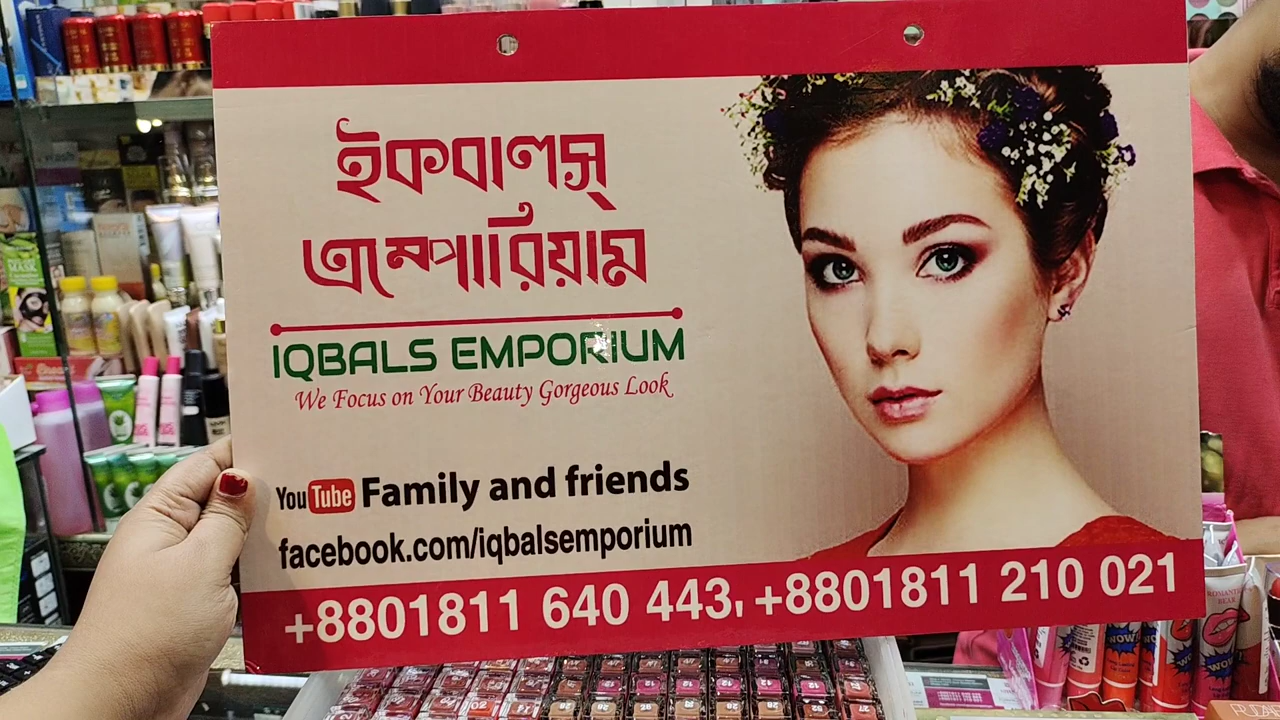 ইকবালস্
এম্পোরিয়াম
IQBALS EMPORIUM
We Focus on Your Beauty Gorgeous Look
YouTube Family and friends
facebook.com/iqbalsemporium
+8801811 640 443, +8801811 210 021